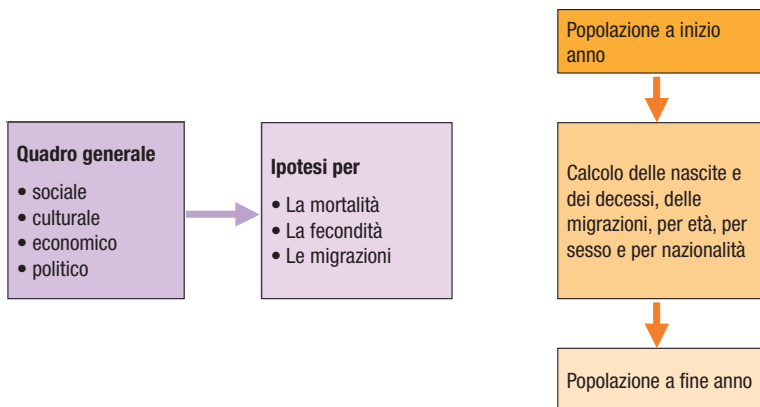 Quadro generale
• sociale
• culturale
• economico
• politico
Ipotesi per
• La mortalità
• La fecondità
• Le migrazioni
Popolazione a inizio
anno
Calcolo delle nascite e
dei decessi, delle
migrazioni, per età, per
sesso e per nazionalità
Popolazione a fine anno